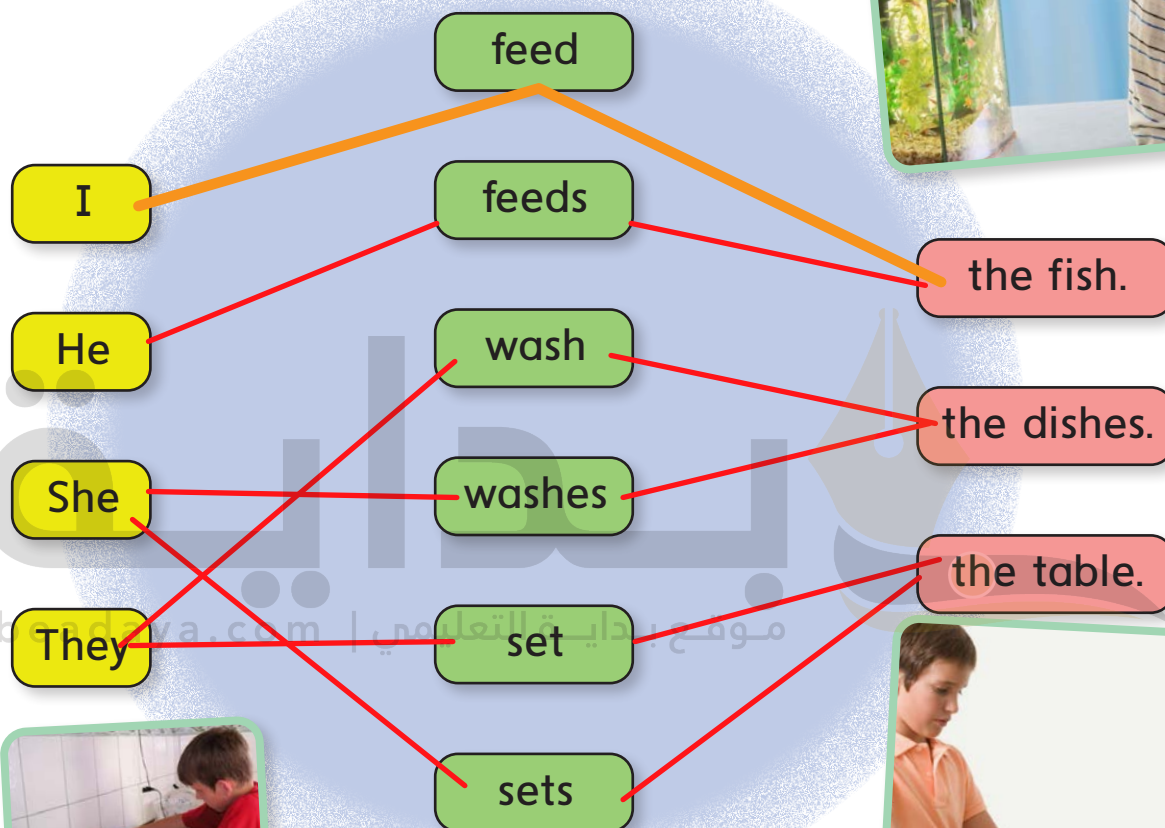 feed
I
feeds
the fish.
He
wash
the dishes.
She
washes
the table.
They
set
sets
بداية
beadaya.com | موقع بداية التعليمي